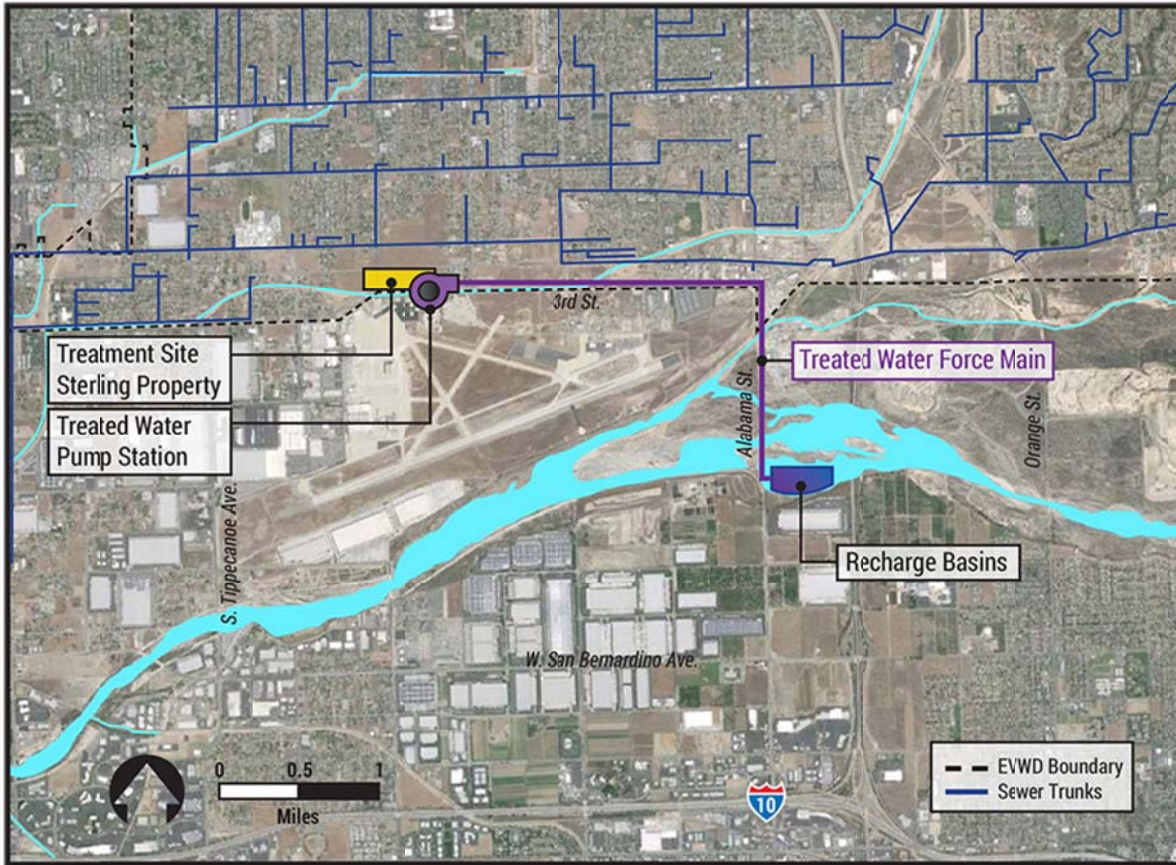 3rd St.
Treatment Site
Sterling Property
Treated Water
Pump Station
Treated Water Force Main
Alabama St.
Orange St.
Recharge Basins
S. Tippecanoe Ave.
W. San Bernardino Ave.
0 0.5 1
Miles
10
EVWD Boundary
Sewer Trunks